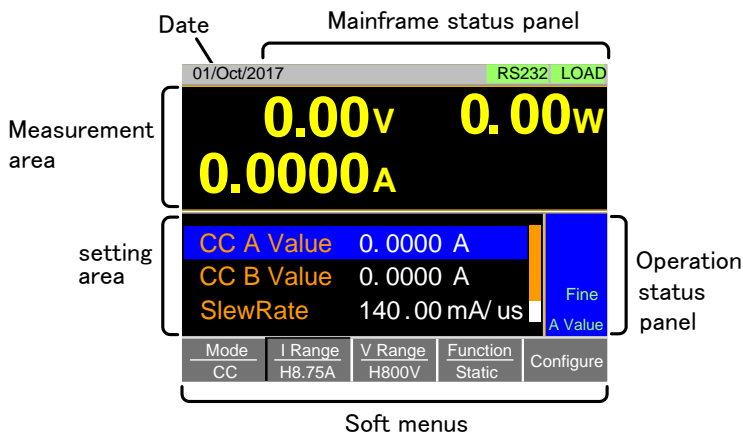 Date
Mainframe status panel
01/Oct/2017
RS232 LOAD
Measurement
area
0.00V
0.00W
0.0000A
setting
area
CC A Value 0.0000 A
CC B Value 0.0000 A
SlewRate 140.00 mA/us
Fine
A Value
Operation
status
panel
Mode
CC
I Range
H8.75A
V Range
H800V
Function
Static
Configure
Soft menus